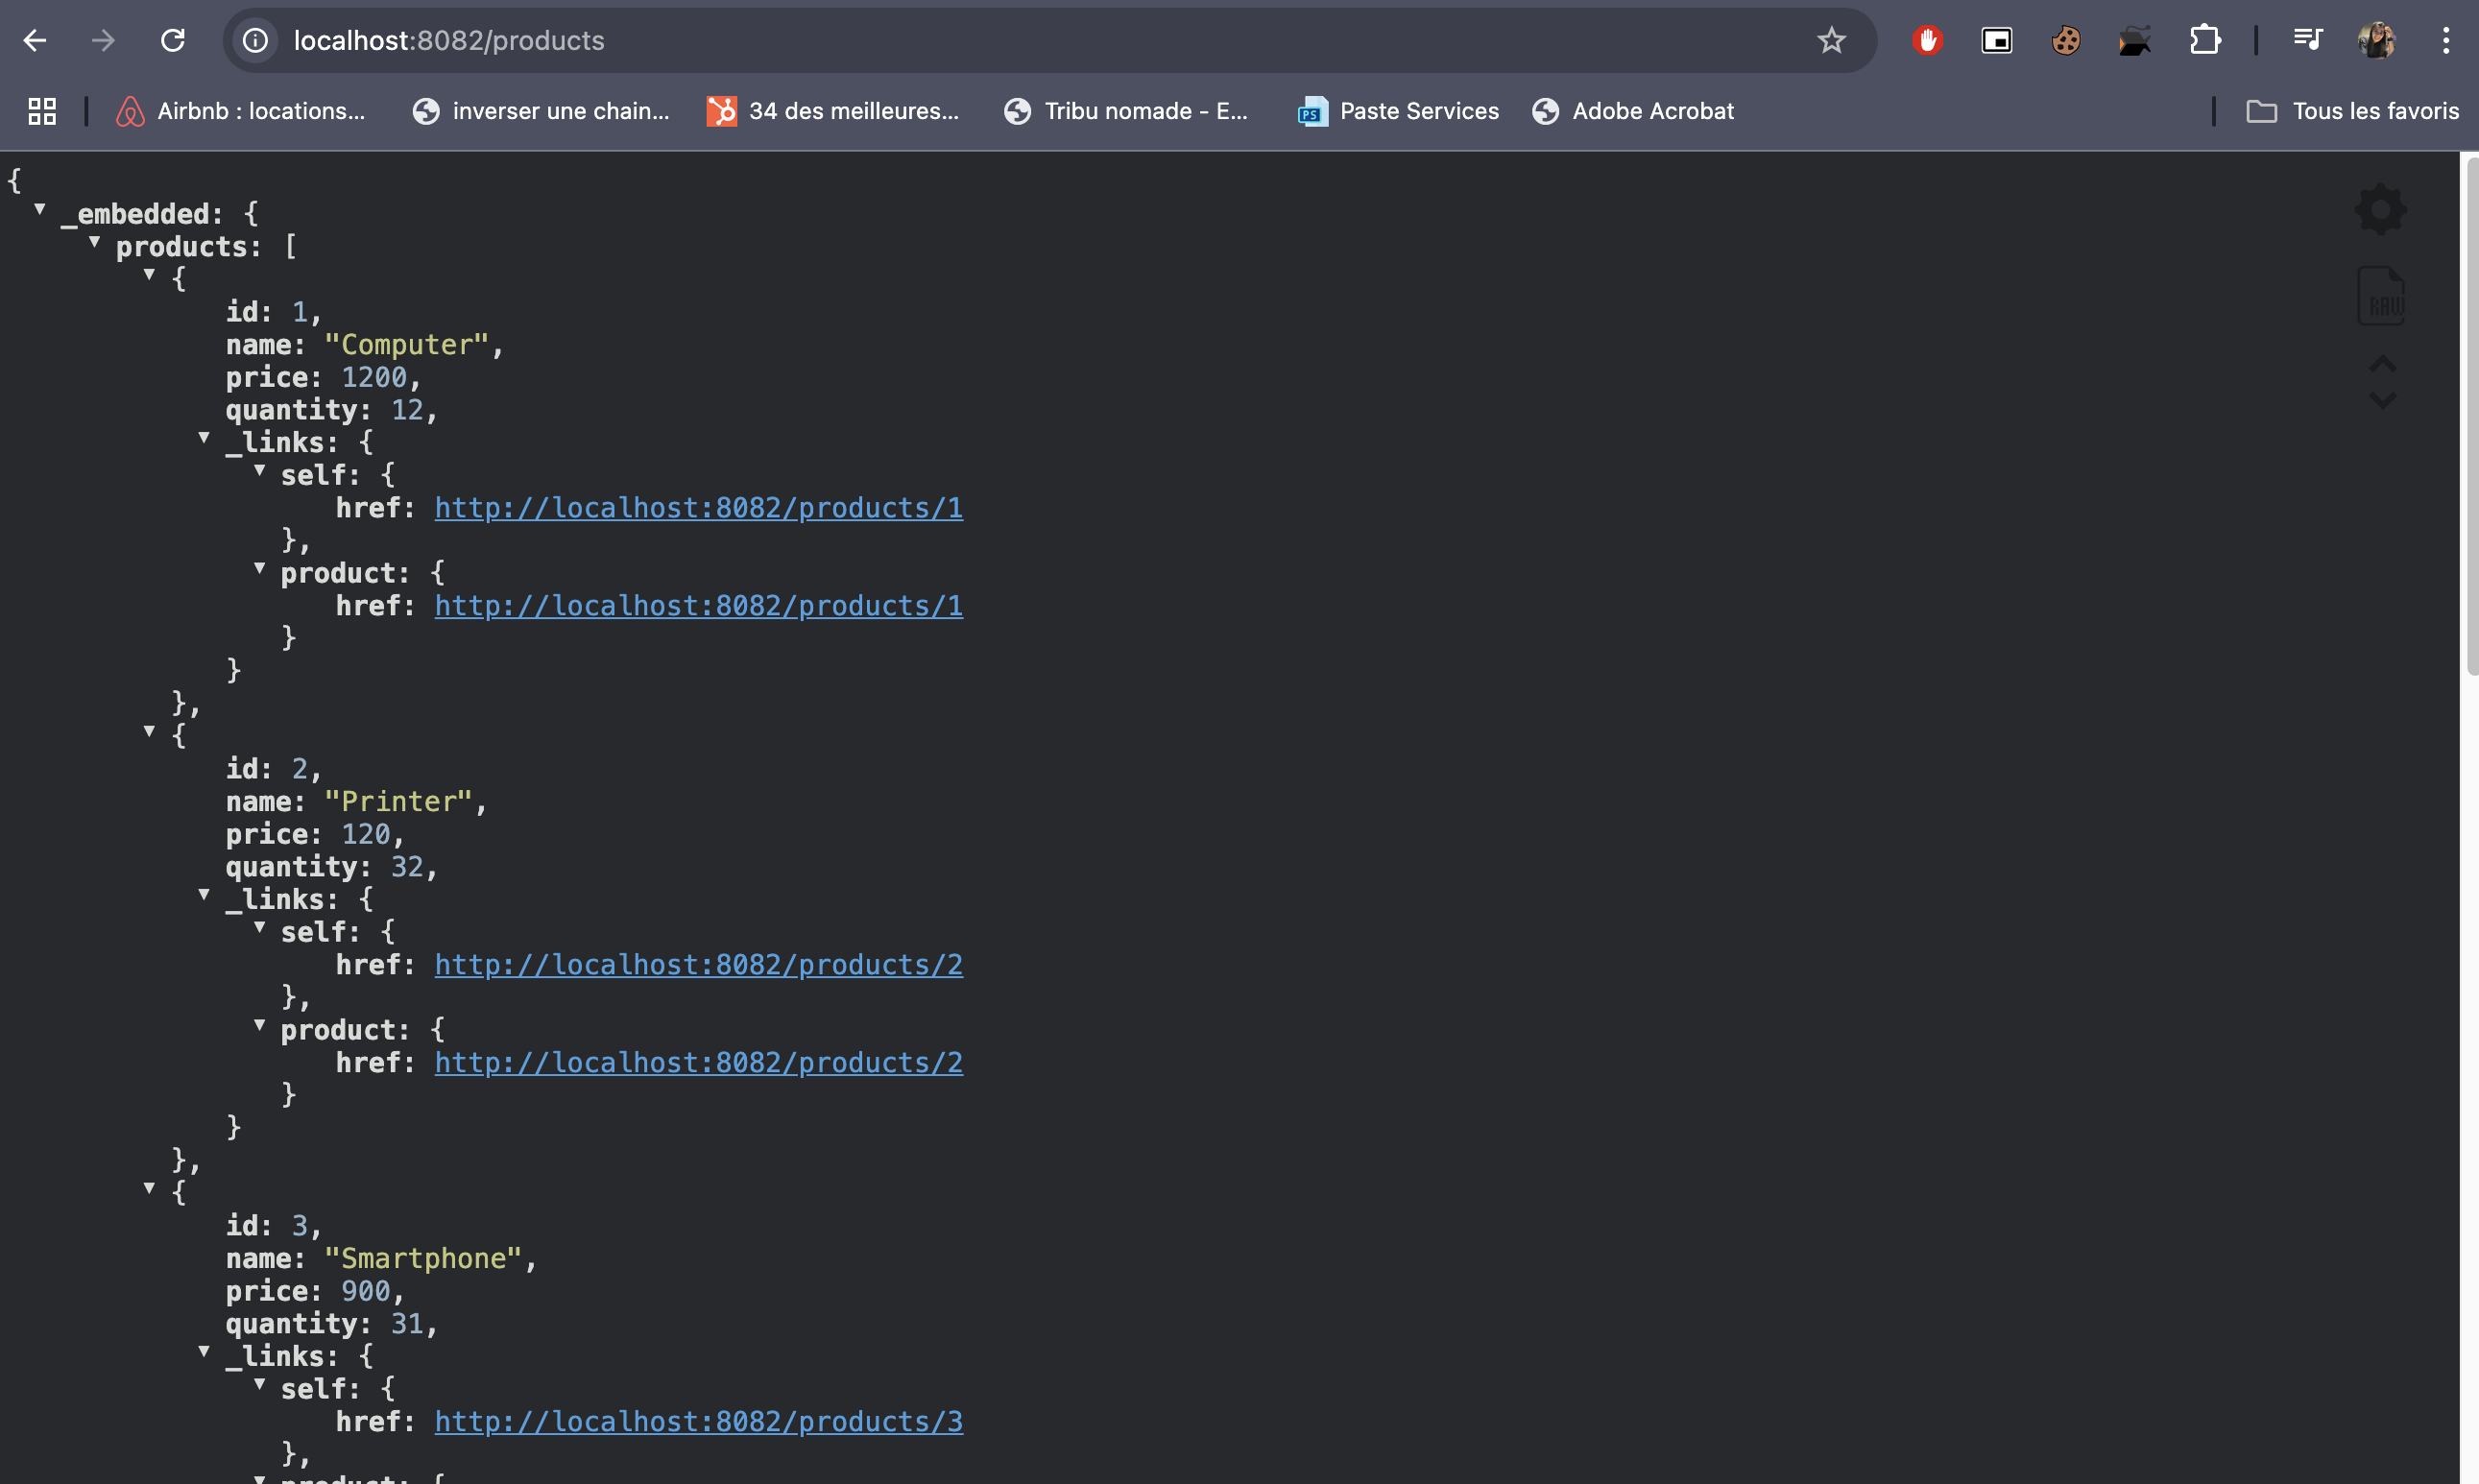 localhost:8082/products
Airbnb : locations... inverser une chain... 34 des meilleures... Tribu nomade - E... PS Paste Services Adobe Acrobat Tous les favoris
{
_embedded: {
products: [
{
id: 1,
name: "Computer",
price: 1200,
quantity: 12,
_links: {
self: {
href: http://localhost:8082/products/1
},
product: {
href: http://localhost:8082/products/1
}
}
},
{
id: 2,
name: "Printer",
price: 120,
quantity: 32,
_links: {
self: {
href: http://localhost:8082/products/2
},
product: {
href: http://localhost:8082/products/2
}
}
},
{
id: 3,
name: "Smartphone",
price: 900,
quantity: 31,
_links: {
self: {
href: http://localhost:8082/products/3
},
product: {
RAW